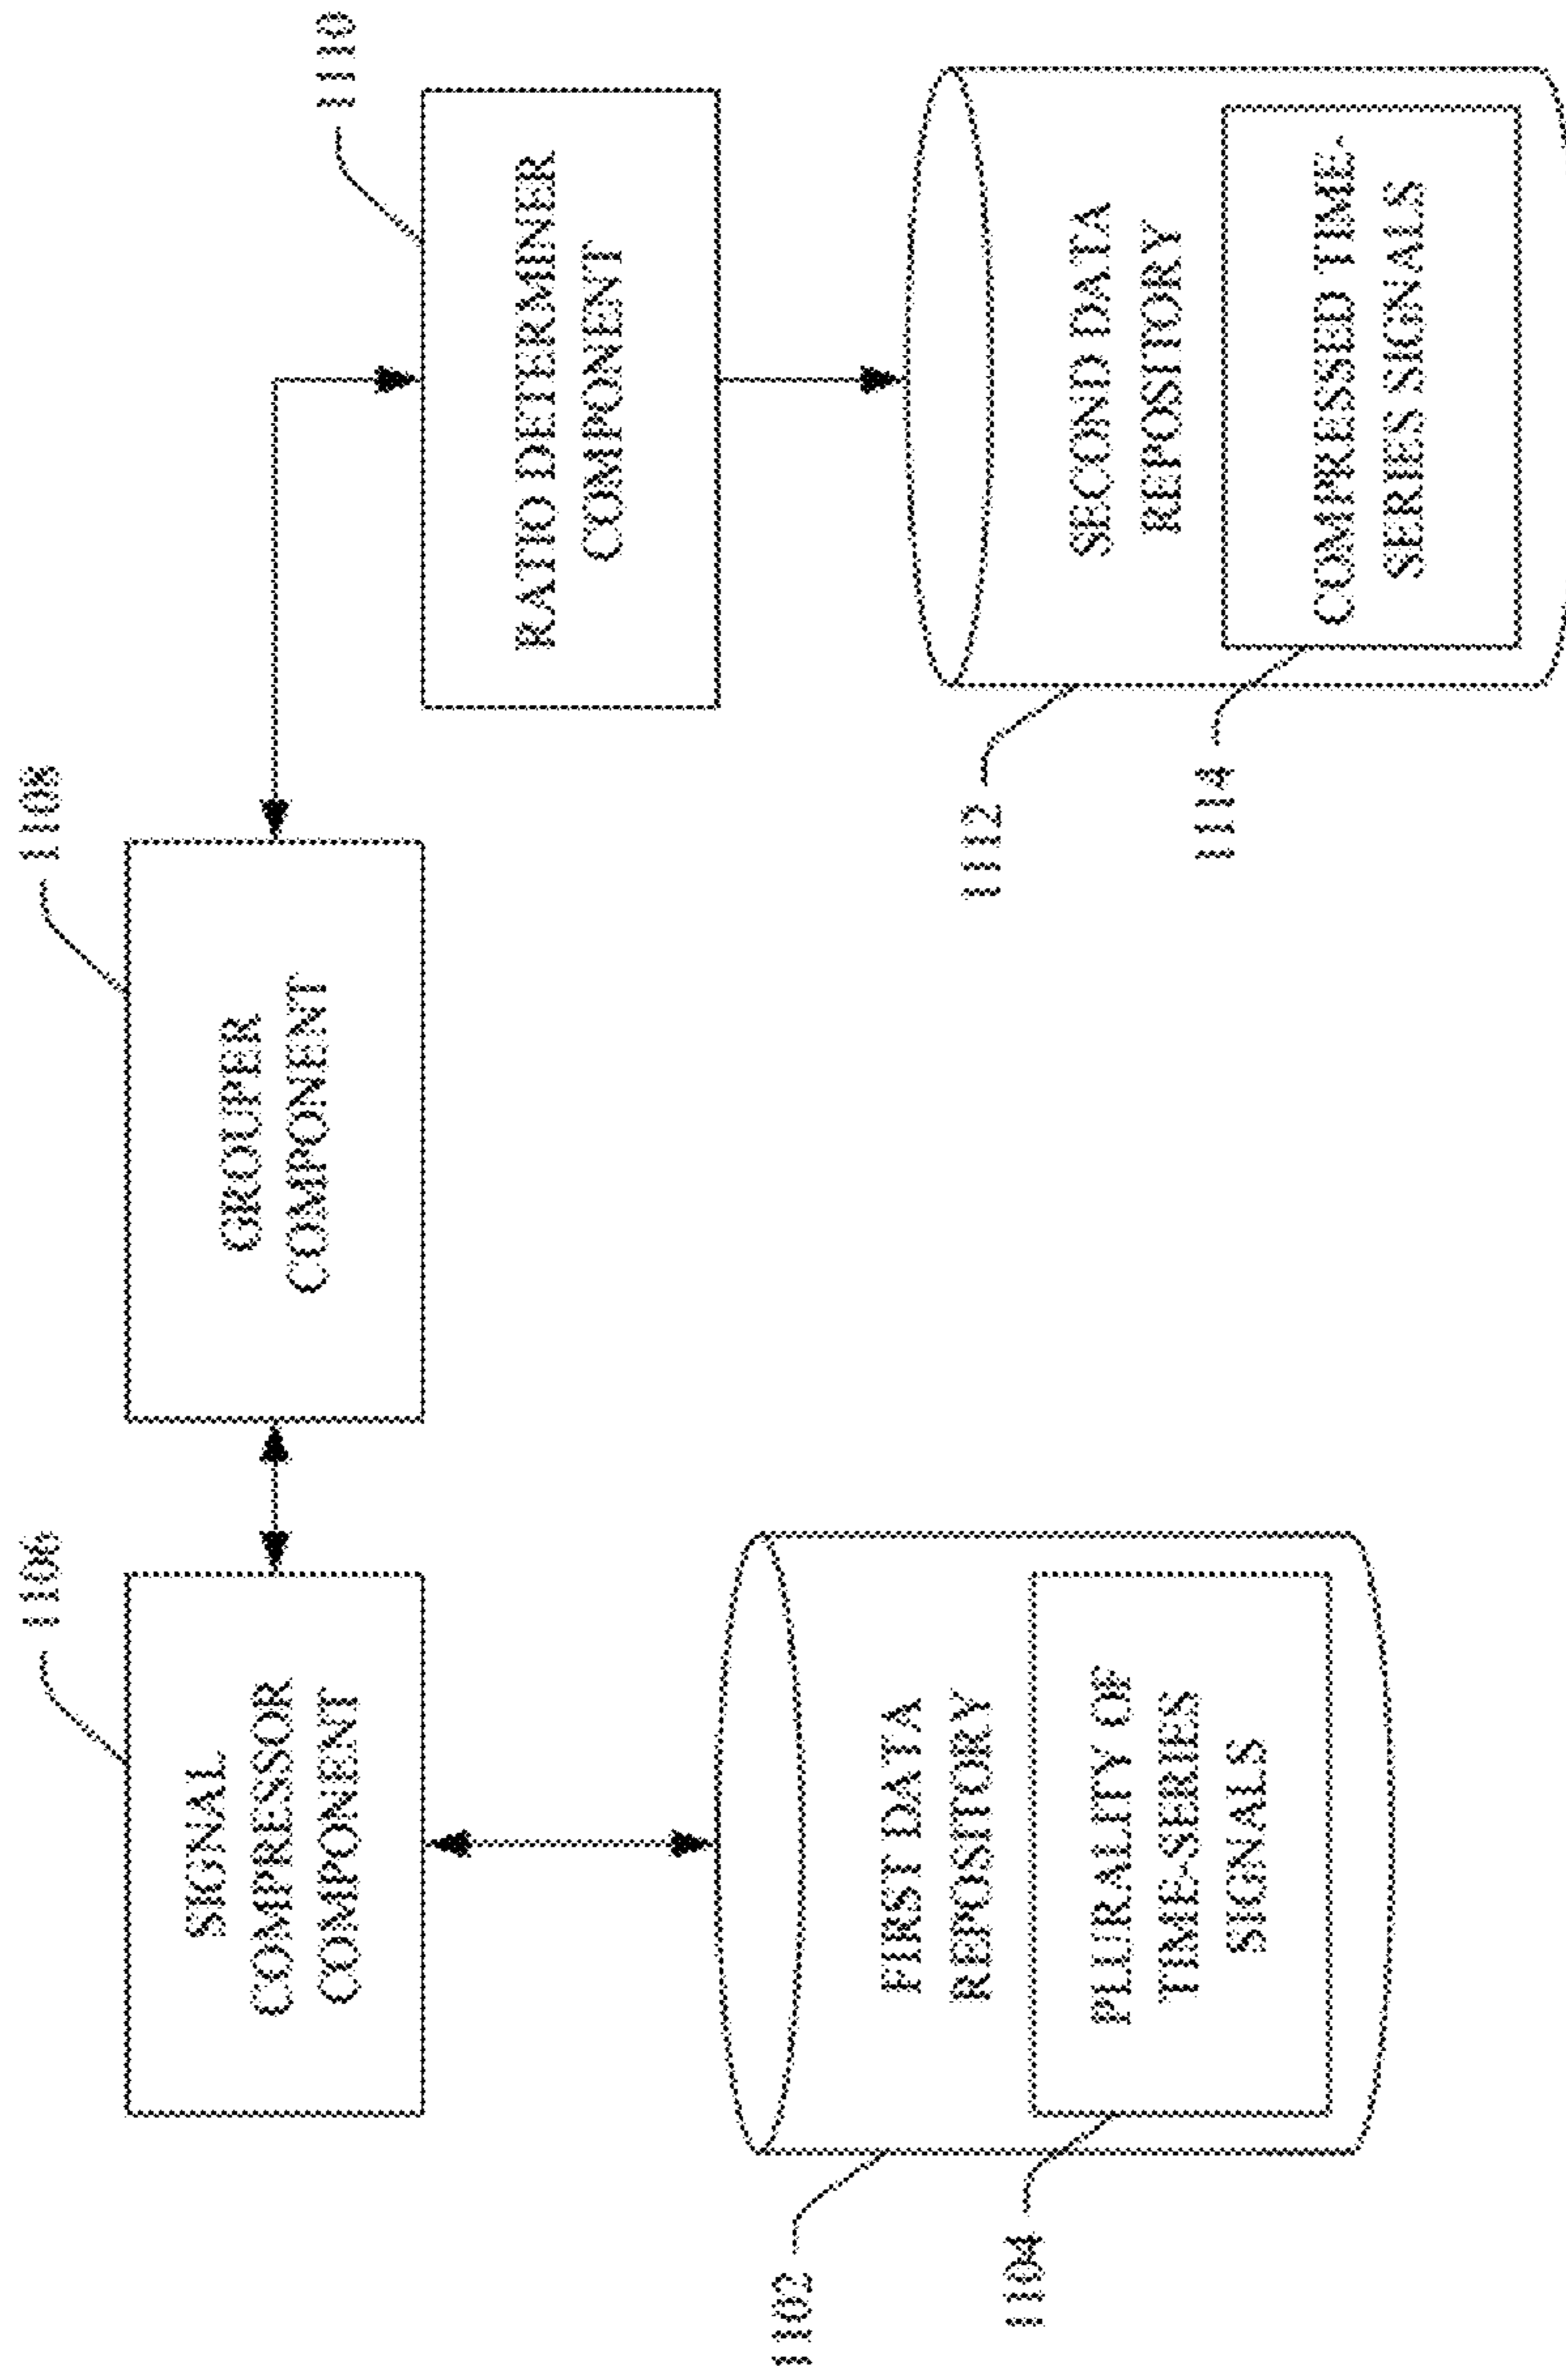 1106
SIGNAL
COMPRESSOR
COMPONENT
1108
GROUPER
COMPONENT
1110
RATIO DETERMINER
COMPONENT
1102
FIRST DATA
REPOSITORY
1104
PLURALITY OF
TIME-SERIES
SIGNALS
1112
SECOND DATA
REPOSITORY
1114
COMPRESSED TIME-
SERIES SIGNALS